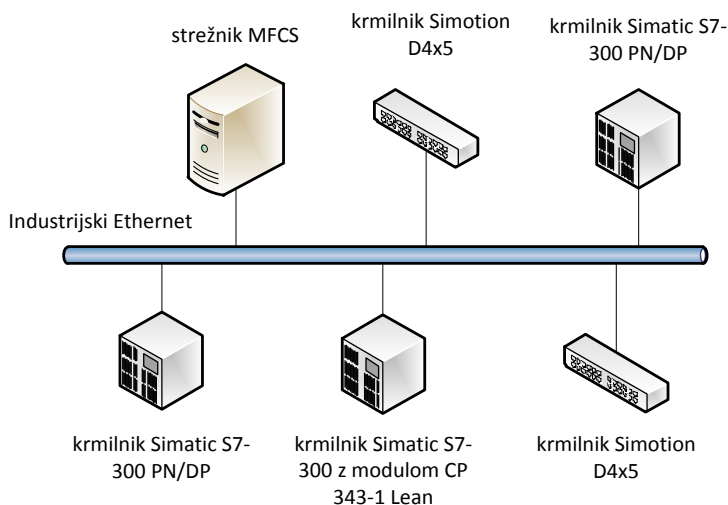 strežnik MFCS
krmilnik Simotion
D4x5
krmilnik Simatic S7-
300 PN/DP
Industrijski Ethernet
krmilnik Simatic S7-
300 PN/DP
krmilnik Simatic S7-
300 z modulom CP
343-1 Lean
krmilnik Simotion
D4x5